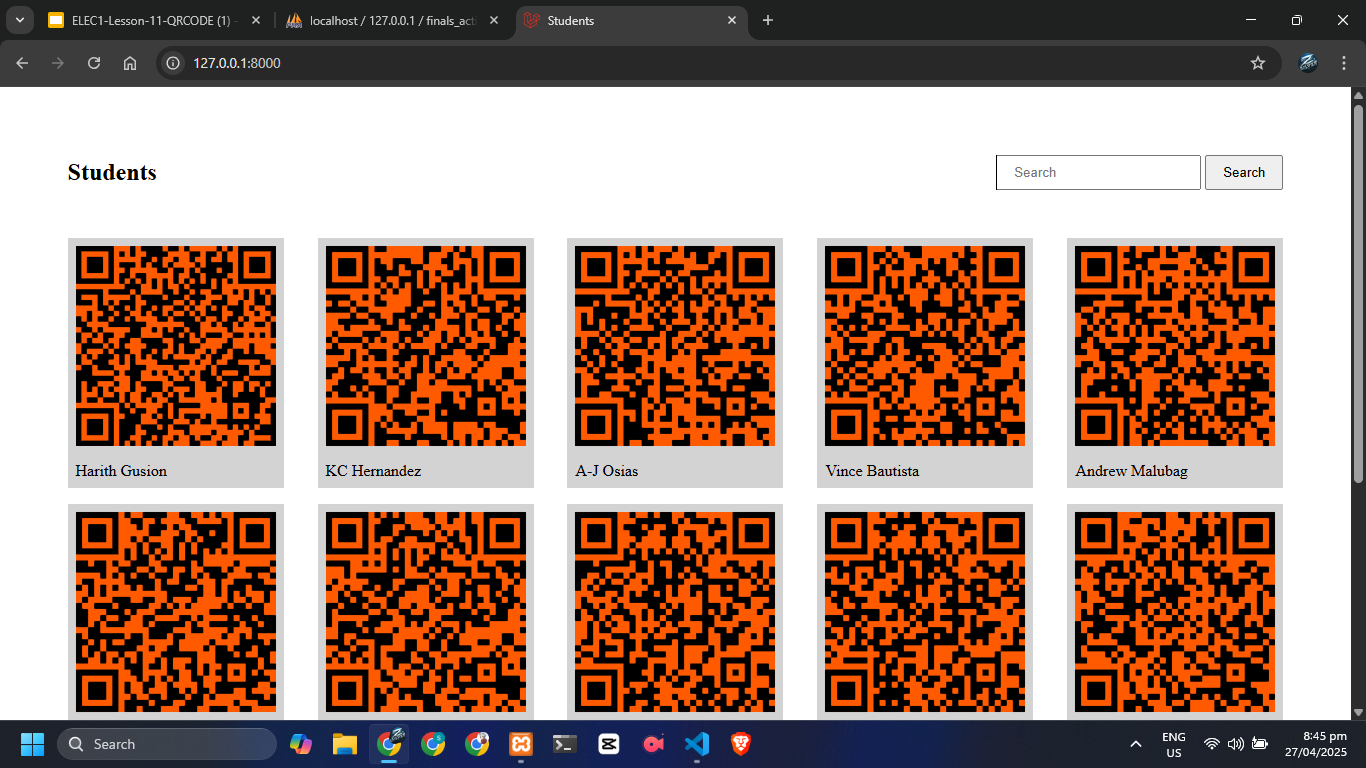 ELEC1-Lesson-11-QRCODE (1)
localhost / 127.0.0.1 / finals_acti
Students
127.0.0.1:8000
Students
Search
Search
Harith Gusion
KC Hernandez
A-J Osias
Vince Bautista
Andrew Malubag
Search
ENG
US
8:45 pm
27/04/2025